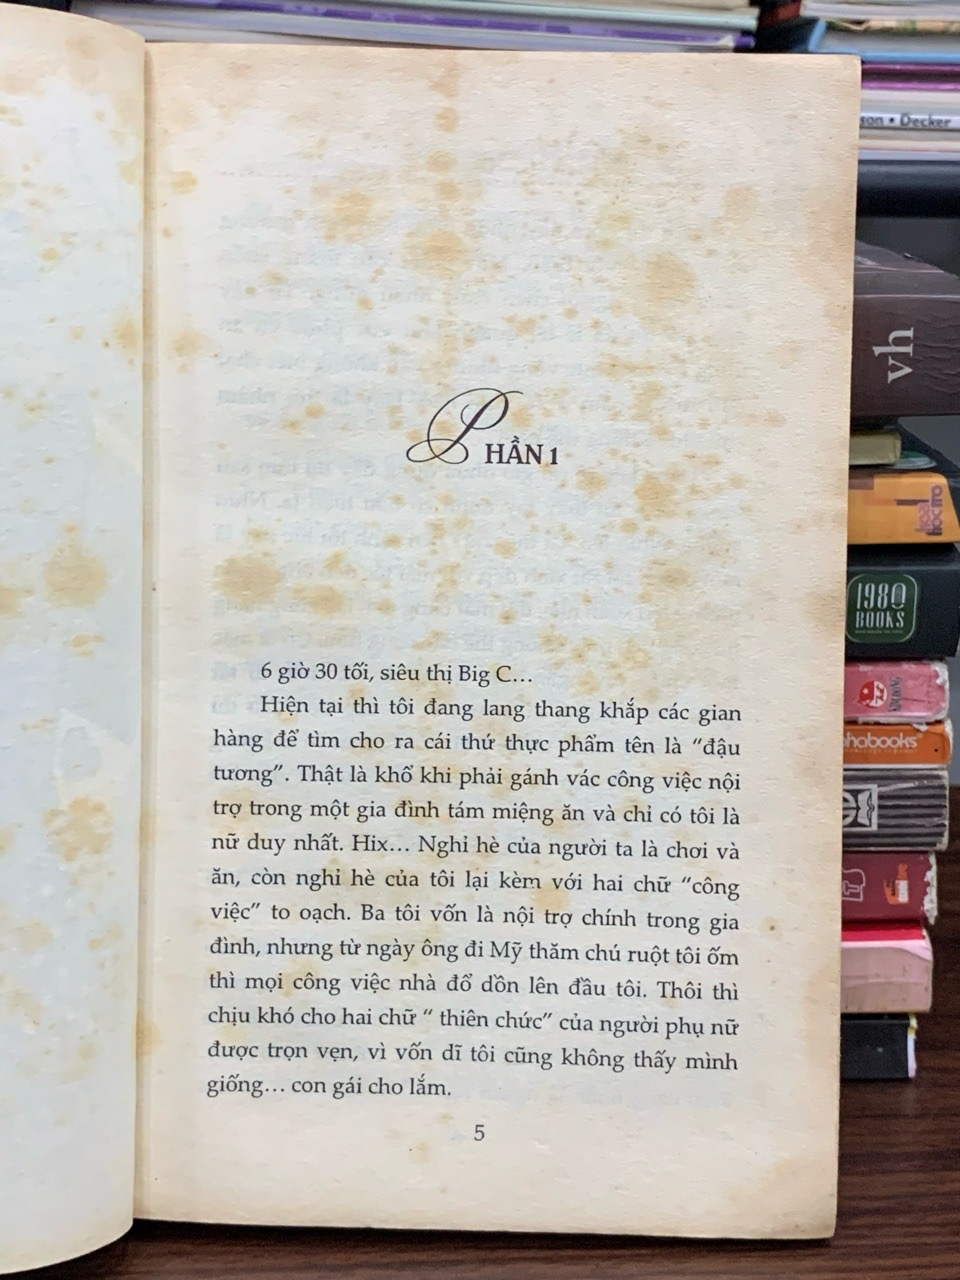 PHẦN 1
6 giờ 30 tối, siêu thị Big C...
Hiện tại thì tôi đang lang thang khắp các gian
hàng để tìm cho ra cái thứ thực phẩm tên là “đậu
tương”. Thật là khổ khi phải gánh vác công việc nội
trợ trong một gia đình tám miệng ăn và chỉ có tôi là
nữ duy nhất. Hix... Nghỉ hè của người ta là chơi và
ăn, còn nghỉ hè của tôi lại kèm với hai chữ “công
việc” to oạch. Ba tôi vốn là nội trợ chính trong gia
đình, nhưng từ ngày ông đi Mỹ thăm chú ruột tôi ốm
thì mọi công việc nhà đổ dồn lên đầu tôi. Thôi thì
chịu khó cho hai chữ “ thiên chức” của người phụ nữ
được trọn vẹn, vì vốn dĩ tôi cũng không thấy mình
giống... con gái cho lắm.
5
son • Decker
vh
1980
BOOKS
habooks